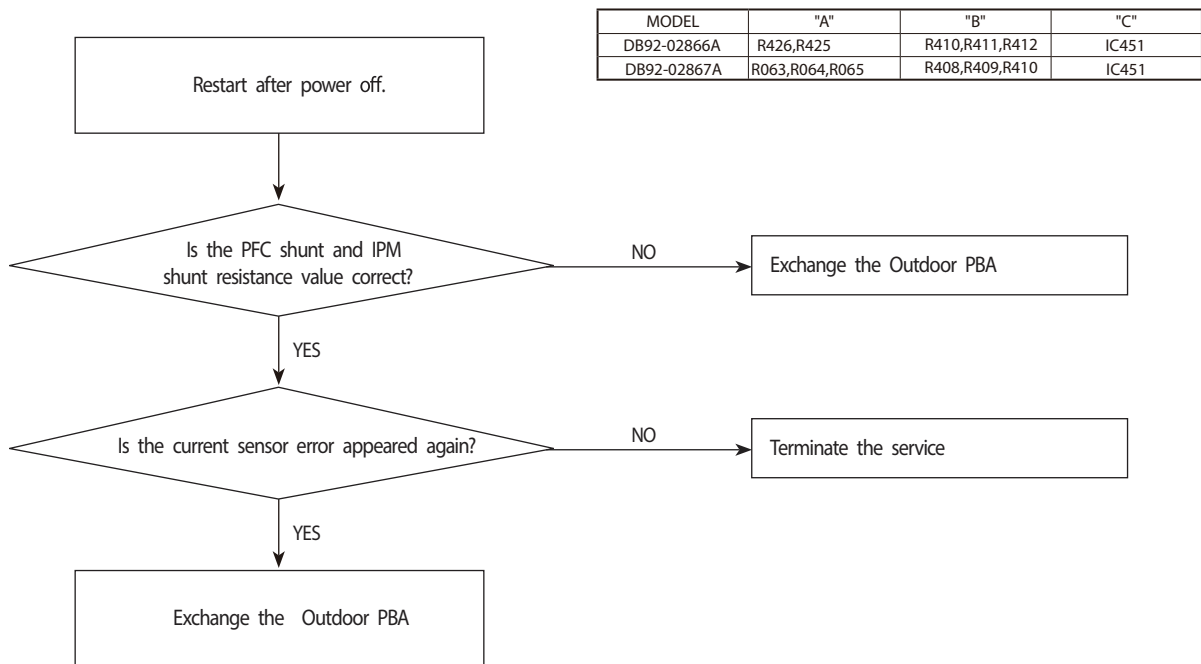 MODEL "A" "B" "C"
DB92-02866A R426,R425 R410,R411,R412 IC451
DB92-02867A R063,R064,R065 R408,R409,R410 IC451
Restart after power off.
Is the PFC shunt and IPM
shunt resistance value correct?
NO
Exchange the Outdoor PBA
YES
Is the current sensor error appeared again?
NO
Terminate the service
YES
Exchange the Outdoor PBA